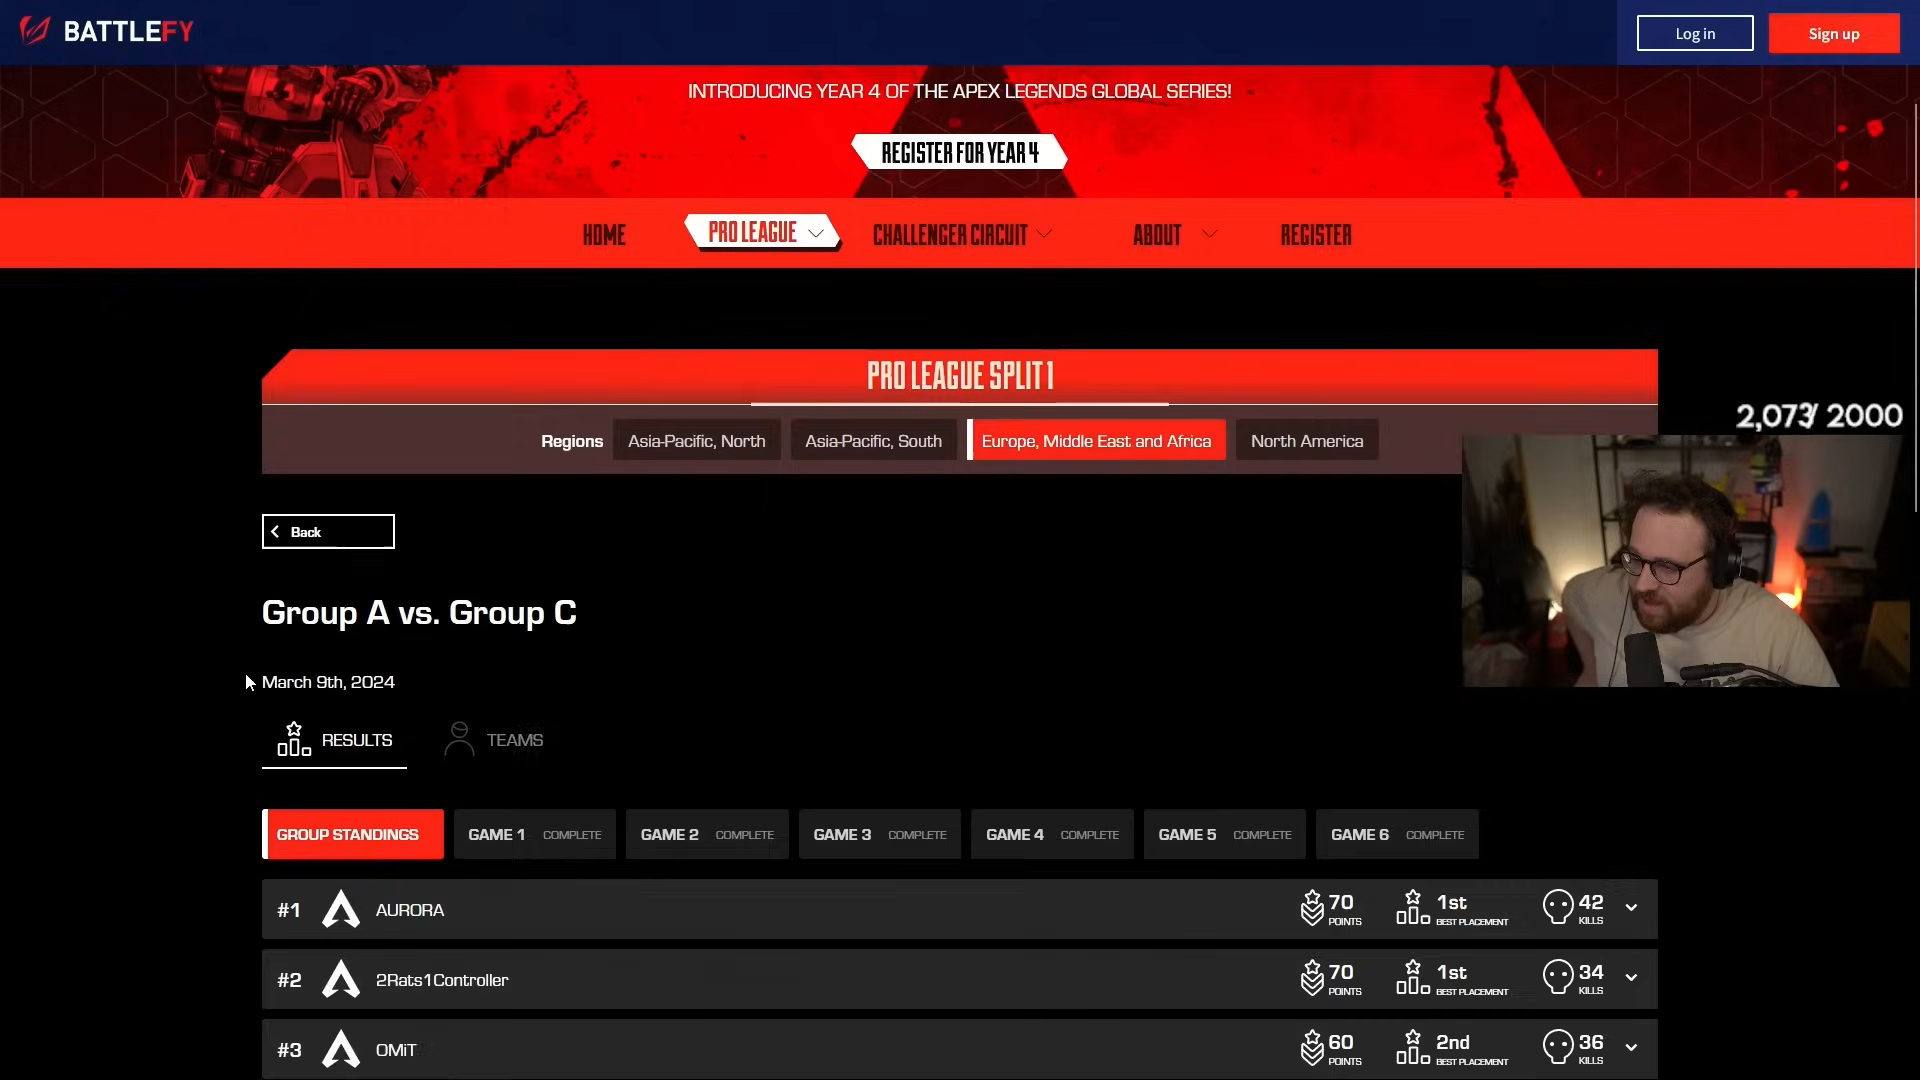 BATTLEFY
Log in
Sign up
INTRODUCING YEAR 4 OF THE APEX LEGENDS GLOBAL SERIES!
REGISTER FOR YEAR 4
HOME
PRO LEAGUE
CHALLENGER CIRCUIT
ABOUT
REGISTER
PRO LEAGUE SPLIT 1
Regions
Asia-Pacific, North
Asia-Pacific, South
Europe, Middle East and Africa
North America
2,073/ 2000
Back
Group A vs. Group C
March 9th, 2024
RESULTS
TEAMS
GROUP STANDINGS
GAME 1 COMPLETE
GAME 2 COMPLETE
GAME 3 COMPLETE
GAME 4 COMPLETE
GAME 5 COMPLETE
GAME 6 COMPLETE
#1 AURORA 70 POINTS 1st BEST PLACEMENT 42 KILLS
#2 2Rats1Controller 70 POINTS 1st BEST PLACEMENT 34 KILLS
#3 OMiT 60 POINTS 2nd BEST PLACEMENT 36 KILLS